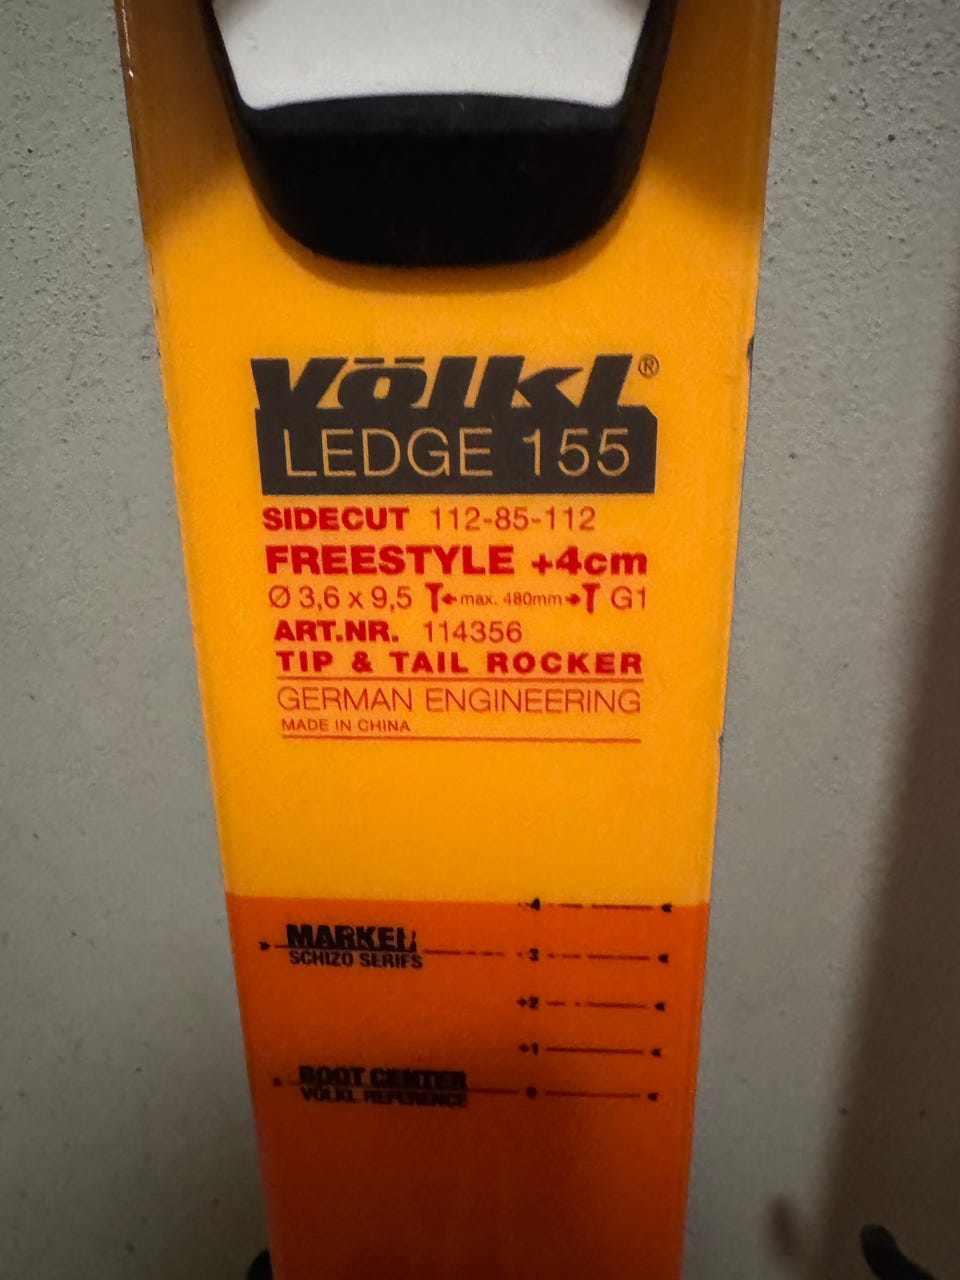 Völkl®
LEDGE 155
SIDECUT 112-85-112
FREESTYLE +4cm
Ø 3,6 x 9,5 max. 480mm G1
ART.NR. 114356
TIP & TAIL ROCKER
GERMAN ENGINEERING
MADE IN CHINA
+4
MARKER +3
SCHIZO SERIES
+2
+1
BOOT CENTER 0
VÖLKL REFERENCE